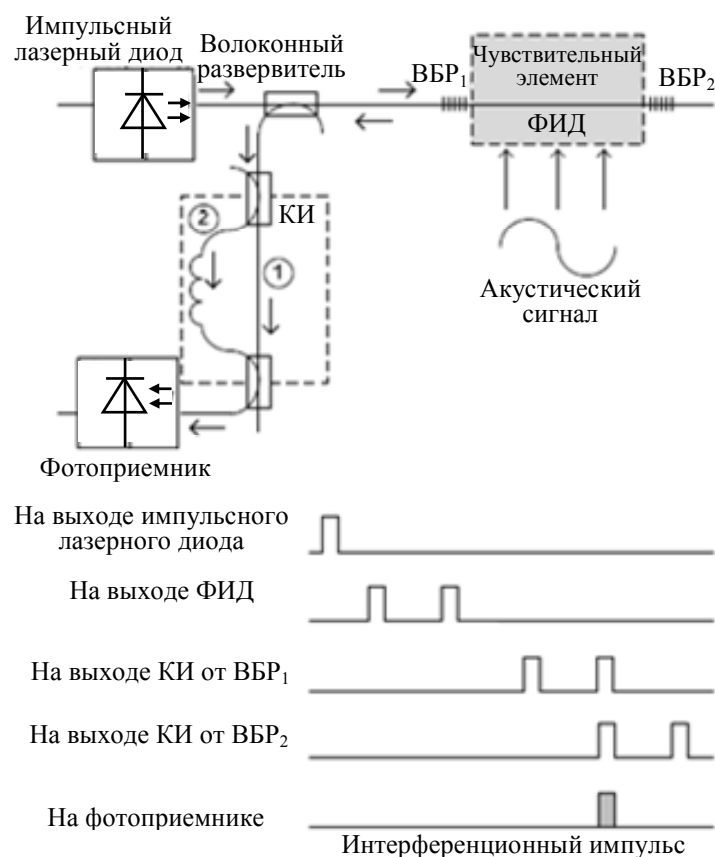 Импульсный
лазерный диод
Волоконный
развервитель
ВБР1
Чувствительный
элемент
ВБР2
ФИД
КИ
2
1
Акустический
сигнал
Фотоприемник
На выходе импульсного
лазерного диода
На выходе ФИД
На выходе КИ от ВБР1
На выходе КИ от ВБР2
На фотоприемнике
Интерференционный импульс